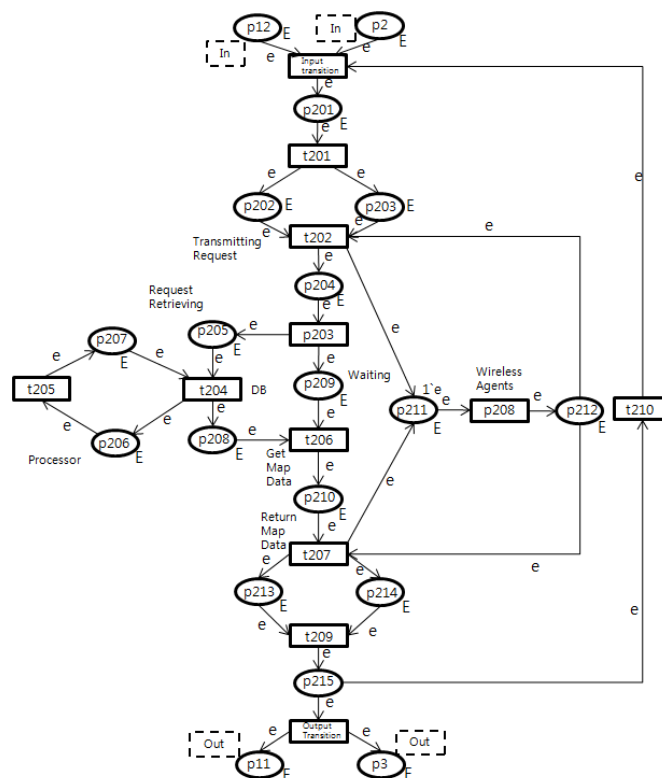 In
p12
E
In
p2
E
e
e
Input
transition
e
p201
E
e
t201
e
e
e
p202
E
p203
E
e
e
Transmitting
Request
t202
e
e
p204
E
Request
Retrieving
e
e
p205
E
e
p203
p207
E
e
e
e
e
Waiting
1`e
Wireless
Agents
t205
t204
DB
p209
E
p211
E
e
p208
e
p212
E
t210
e
e
e
e
p206
E
p208
E
e
t206
Processor
Get
Map
Data
e
e
p210
E
Return
Map
Data
e
t207
e
e
e
p213
E
p214
E
e
e
e
t209
e
p215
e
Output
Transition
Out
e
e
Out
p11
E
p3
E